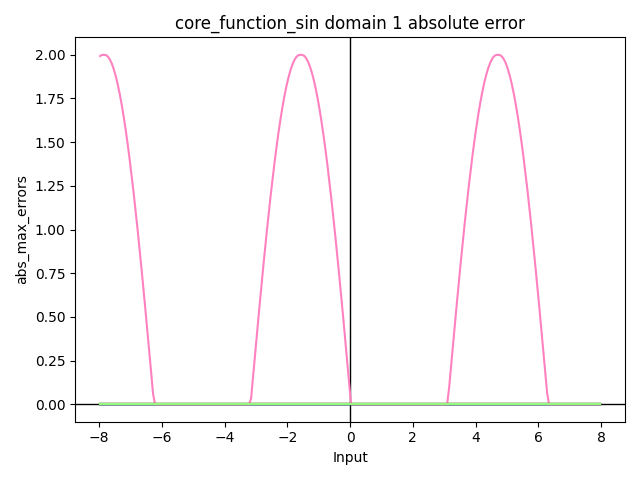 core_function_sin domain 1 absolute error
2.00
1.75
1.50
1.25
1.00
0.75
0.50
0.25
0.00
abs_max_errors
−8 −6 −4 −2 0 2 4 6 8
Input